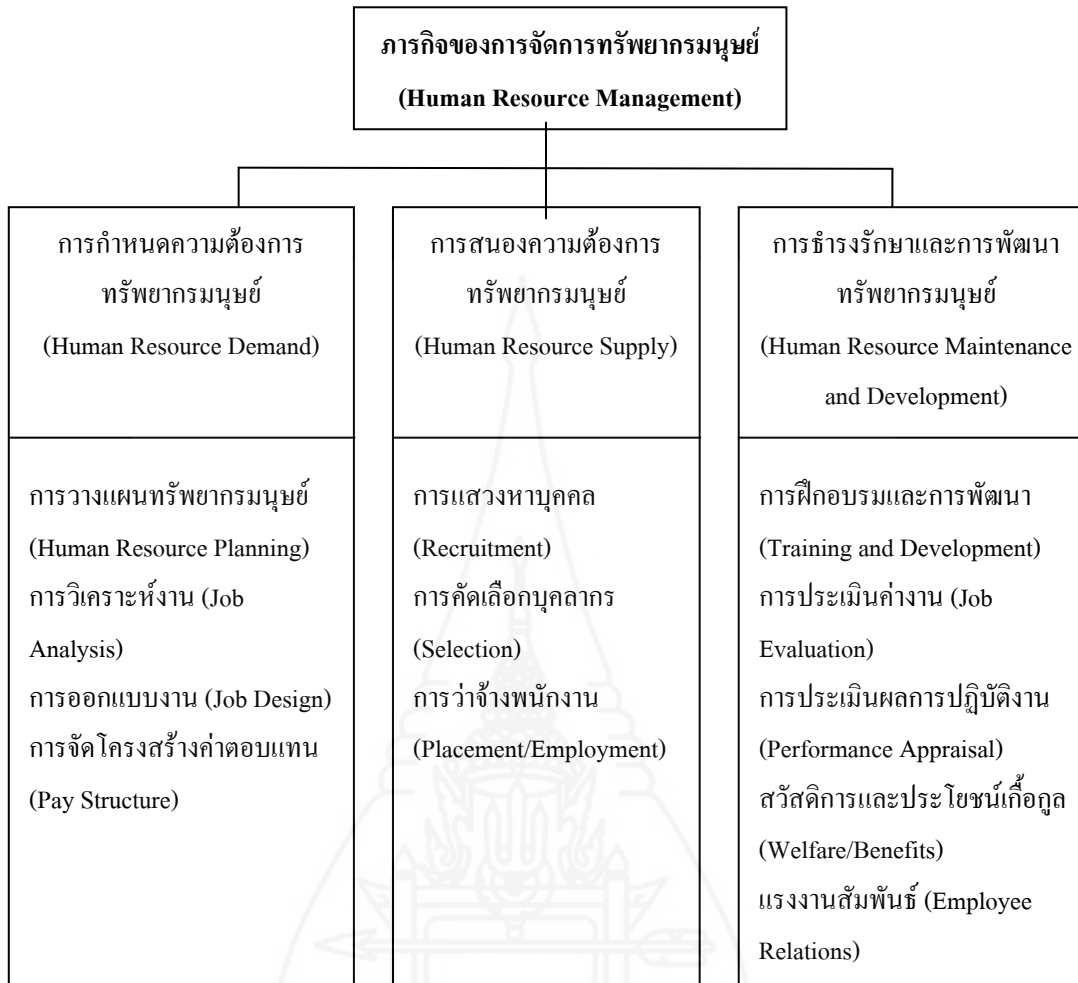 ภารกิจของการจัดการทรัพยากรมนุษย์
(Human Resource Management)
การกำหนดความต้องการ
ทรัพยากรมนุษย์
(Human Resource Demand)
การสนองความต้องการ
ทรัพยากรมนุษย์
(Human Resource Supply)
การธำรงรักษาและการพัฒนา
ทรัพยากรมนุษย์
(Human Resource Maintenance
and Development)
การวางแผนทรัพยากรมนุษย์
(Human Resource Planning)
การวิเคราะห์งาน (Job
Analysis)
การออกแบบงาน (Job Design)
การจัดโครงสร้างค่าตอบแทน
(Pay Structure)
การแสวงหาบุคคล
(Recruitment)
การคัดเลือกบุคลากร
(Selection)
การว่าจ้างพนักงาน
(Placement/Employment)
การฝึกอบรมและการพัฒนา
(Training and Development)
การประเมินค่างาน (Job
Evaluation)
การประเมินผลการปฏิบัติงาน
(Performance Appraisal)
สวัสดิการและประโยชน์เกื้อกูล
(Welfare/Benefits)
แรงงานสัมพันธ์ (Employee
Relations)